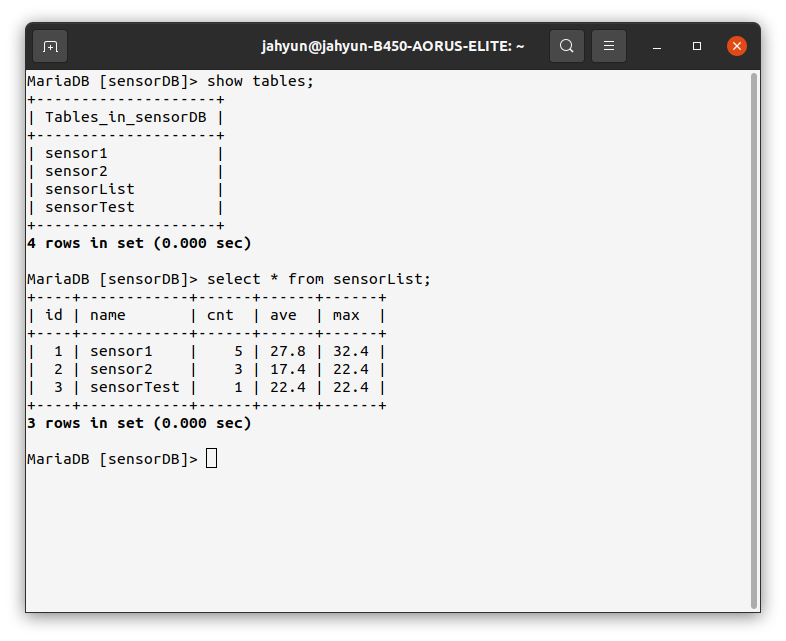 jahyun@jahyun-B450-AORUS-ELITE: ~
MariaDB [sensorDB]> show tables;
+--------------------+
| Tables_in_sensorDB |
+--------------------+
| sensor1            |
| sensor2            |
| sensorList         |
| sensorTest         |
+--------------------+
4 rows in set (0.000 sec)
MariaDB [sensorDB]> select * from sensorList;
+----+------------+------+------+------+
| id | name       | cnt  | ave  | max  |
+----+------------+------+------+------+
|  1 | sensor1    |    5 | 27.8 | 32.4 |
|  2 | sensor2    |    3 | 17.4 | 22.4 |
|  3 | sensorTest |    1 | 22.4 | 22.4 |
+----+------------+------+------+------+
3 rows in set (0.000 sec)
MariaDB [sensorDB]>